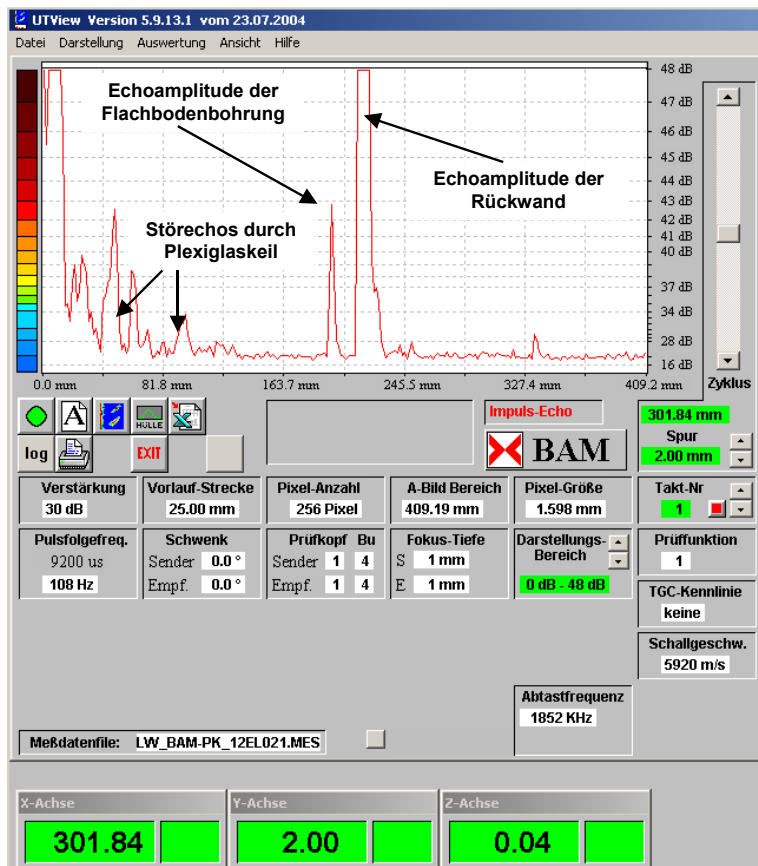 UTView Version 5.9.13.1 vom 23.07.2004
Datei Darstellung Auswertung Ansicht Hilfe
48 dB
47 dB
46 dB
45 dB
44 dB
43 dB
42 dB
41 dB
40 dB
37 dB
34 dB
28 dB
16 dB
Echoamplitude der
Flachbodenbohrung
Echoamplitude der
Rückwand
Störechos durch
Plexiglaskeil
0.0 mm 81.8 mm 163.7 mm 245.5 mm 327.4 mm 409.2 mm
Zyklus
301.84 mm
Spur
2.00 mm
A
HÜLLE
X
log
EXIT
Impuls-Echo
BAM
Verstärkung
30 dB
Vorlauf-Strecke
25.00 mm
Pixel-Anzahl
256 Pixel
A-Bild Bereich
409.19 mm
Pixel-Größe
1.598 mm
Takt-Nr
1
Pulsfolgefreq.
9200 us
108 Hz
Schwenk
Sender 0.0 °
Empf. 0.0 °
Prüfkopf Bu
Sender 1 4
Empf. 1 4
Fokus-Tiefe
S 1 mm
E 1 mm
Darstellungs-
Bereich
0 dB - 48 dB
Prüffunktion
1
TGC-Kennlinie
keine
Schallgeschw.
5920 m/s
Abtastfrequenz
1852 KHz
Meßdatenfile: LW_BAM-PK_12EL021.MES
X-Achse
301.84
Y-Achse
2.00
Z-Achse
0.04